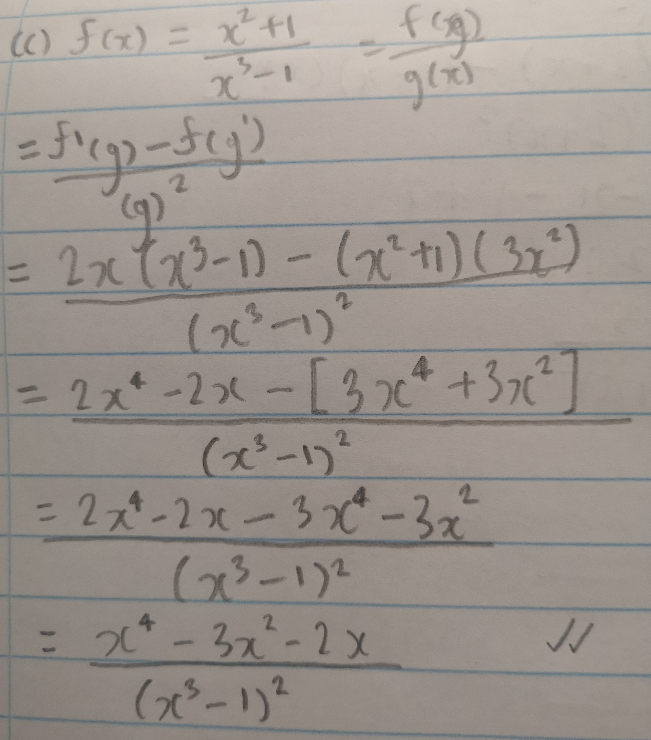 (c) f(x) = x²+1 / x³-1 = f(x) / g(x)
= f'(g) - f(g') / (g)²
= 2x(x³-1) - (x²+1)(3x²) / (x³-1)²
= 2x⁴ - 2x - [3x⁴ + 3x²] / (x³-1)²
= 2x⁴ - 2x - 3x⁴ - 3x² / (x³-1)²
= x⁴ - 3x² - 2x / (x³-1)²